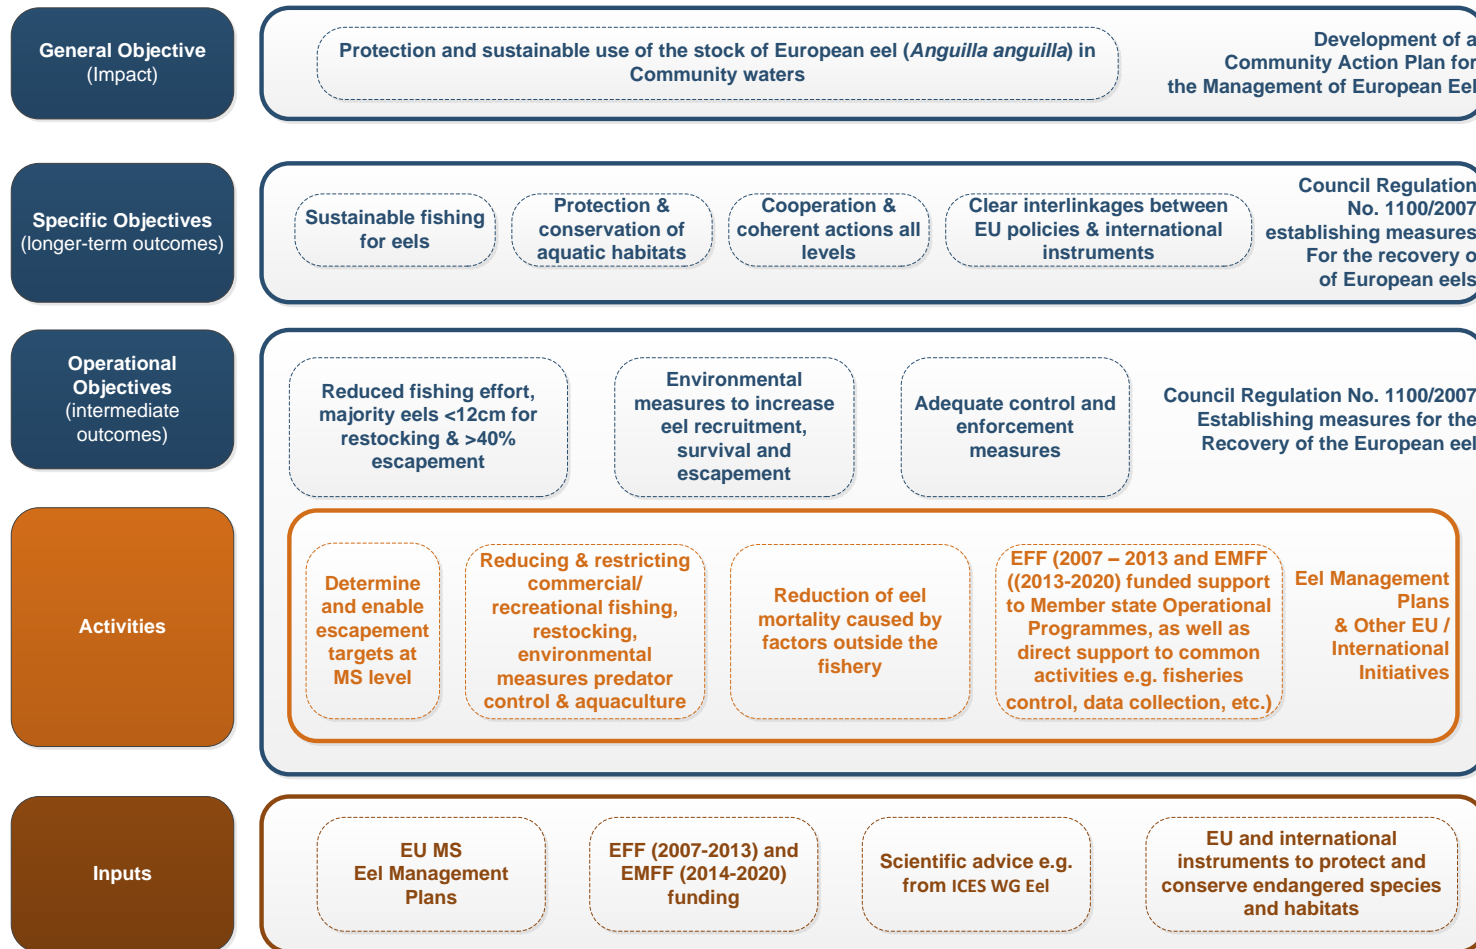 General Objective
(Impact)
Protection and sustainable use of the stock of European eel (Anguilla anguilla) in
Community waters
Development of a
Community Action Plan for
the Management of European Eel
Specific Objectives
(longer-term outcomes)
Sustainable fishing
for eels
Protection &
conservation of
aquatic habitats
Cooperation &
coherent actions all
levels
Clear interlinkages between
EU policies & international
instruments
Council Regulation
No. 1100/2007
establishing measures
For the recovery o
of European eels
Operational
Objectives
(intermediate
outcomes)
Reduced fishing effort,
majority eels <12cm for
restocking & >40%
escapement
Environmental
measures to increase
eel recruitment,
survival and
escapement
Adequate control and
enforcement
measures
Council Regulation No. 1100/2007
Establishing measures for the
Recovery of the European eel
Activities
Determine
and enable
escapement
targets at
MS level
Reducing & restricting
commercial/
recreational fishing,
restocking,
environmental
measures predator
control & aquaculture
Reduction of eel
mortality caused by
factors outside the
fishery
EFF (2007 – 2013 and EMFF
((2013-2020) funded support
to Member state Operational
Programmes, as well as
direct support to common
activities e.g. fisheries
control, data collection, etc.)
Eel Management
Plans
& Other EU /
International
Initiatives
Inputs
EU MS
Eel Management
Plans
EFF (2007-2013) and
EMFF (2014-2020)
funding
Scientific advice e.g.
from ICES WG Eel
EU and international
instruments to protect and
conserve endangered species
and habitats